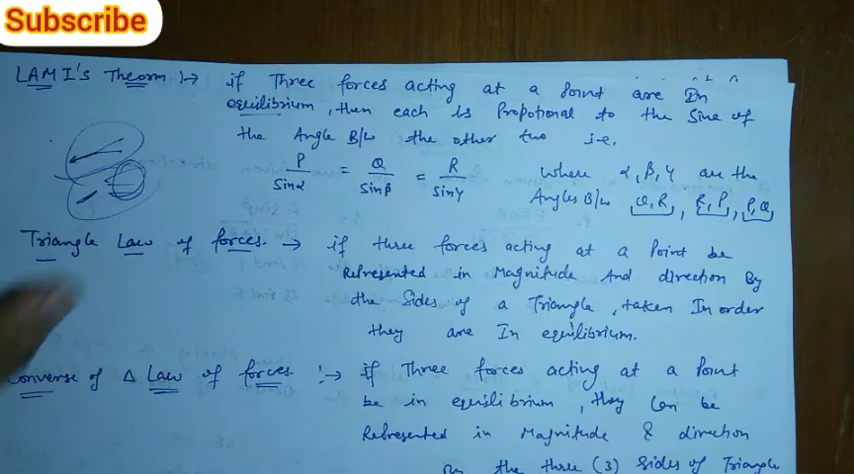 Subscribe
LAMI's Theorm :→ if Three forces acting at a Point are In
equilibrium, then each is Propotional to the Sine of
the Angle B/w the other two i.e.
P/Sinα = Q/Sinβ = R/Sinγ where α, β, γ are the
Angles B/w Q,R, R,P, P,Q
Triangle Law of forces. → if three forces acting at a Point be
Represented in Magnitude And direction By
the Sides of a Triangle, taken In order
they are In equilibrium.
Converse of Δ Law of forces. :→ if Three forces acting at a Point
be in equilibrium, they Can be
Represented in Magnitude & direction
the three (3) Sides of Triangle